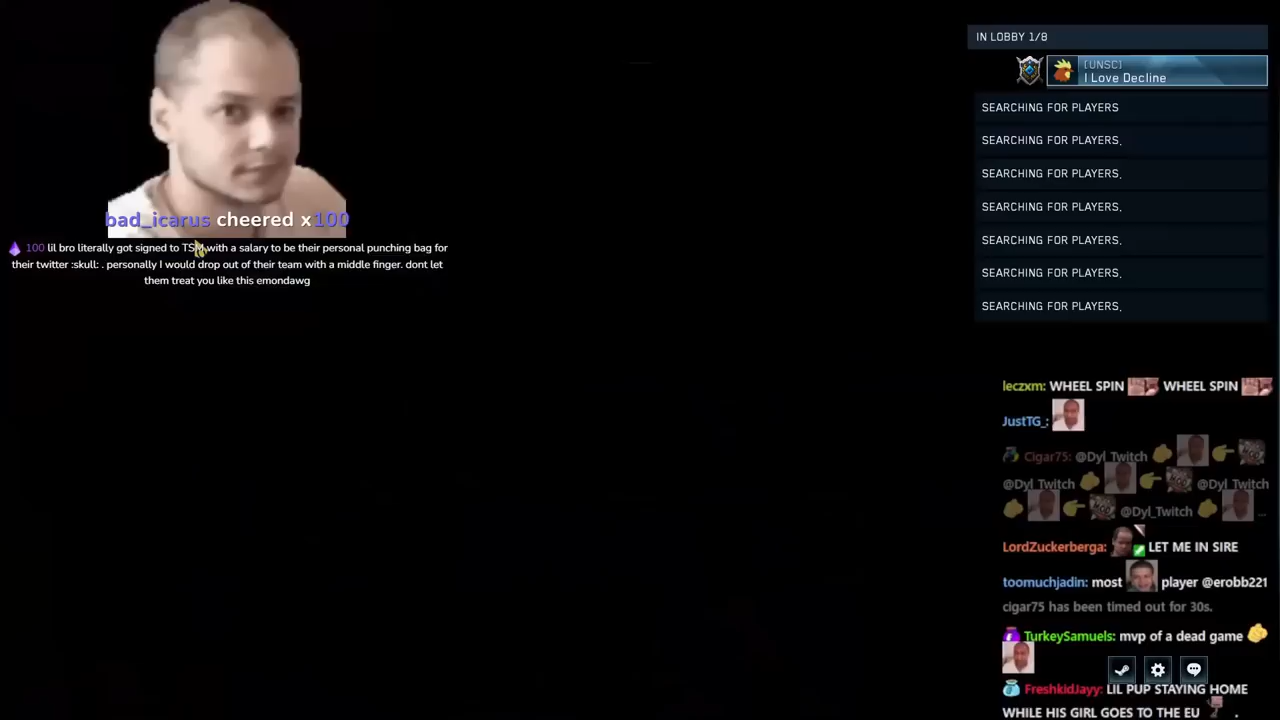 IN LOBBY 1/8
[UNSC]
I Love Decline
SEARCHING FOR PLAYERS
SEARCHING FOR PLAYERS.
SEARCHING FOR PLAYERS.
SEARCHING FOR PLAYERS.
SEARCHING FOR PLAYERS.
SEARCHING FOR PLAYERS.
SEARCHING FOR PLAYERS.
bad_icarus cheered x100
100 lil bro literally got signed to TSM with a salary to be their personal punching bag for
their twitter :skull: . personally I would drop out of their team with a middle finger. dont let
them treat you like this emondawg
leczxm: WHEEL SPIN WHEEL SPIN
JustTG_:
Cigar75: @Dyl_Twitch
@Dyl_Twitch @Dyl_Twitch
@Dyl_Twitch ...
LordZuckerberga: LET ME IN SIRE
toomuchjadin: most player @erobb221
cigar75 has been timed out for 30s.
TurkeySamuels: mvp of a dead game
FreshkidJayy: LIL PUP STAYING HOME
WHILE HIS GIRL GOES TO THE EU .